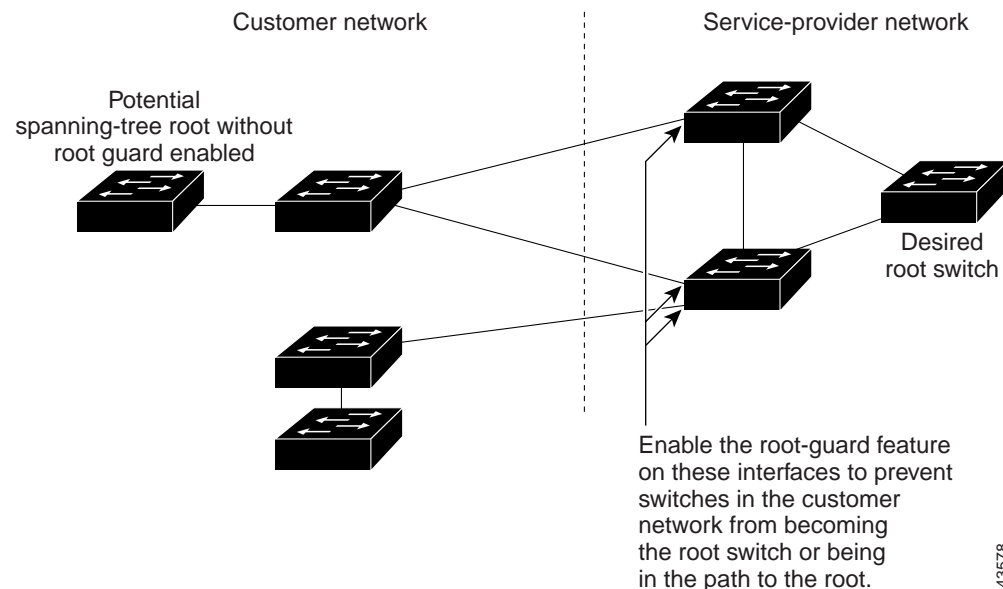 Customer network
Service-provider network
Potential
spanning-tree root without
root guard enabled
Desired
root switch
Enable the root-guard feature
on these interfaces to prevent
switches in the customer
network from becoming
the root switch or being
in the path to the root.
43578